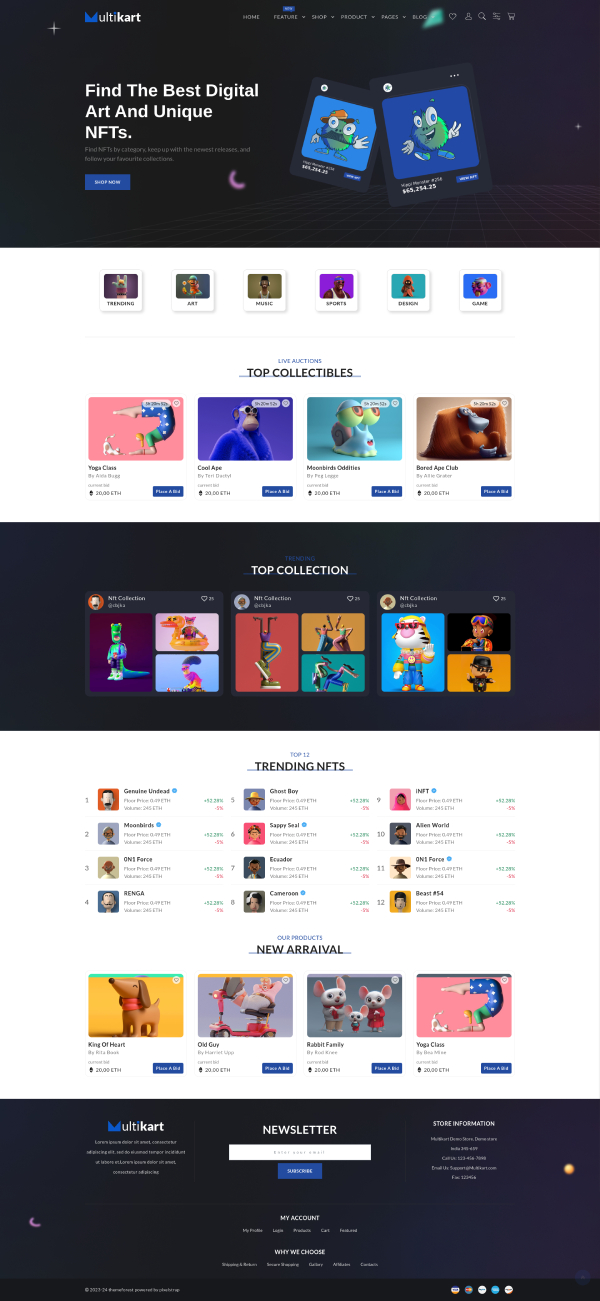 Multikart
HOME FEATURE NEW SHOP PRODUCT PAGES BLOG
Find The Best Digital
Art And Unique
NFTs.
Find NFTs by category, keep up with the newest releases, and
follow your favourite collections.
SHOP NOW
Hippi Monster #256
$65,254.25
VIEW NFT
Hippi Monster #256
$65,254.25
VIEW NFT
TRENDING ART MUSIC SPORTS DESIGN GAME
LIVE AUCTIONS
TOP COLLECTIBLES
5h 20m 52s 5h 20m 52s 5h 20m 52s 5h 20m 52s
Yoga Class Cool Ape Moonbirds Oddities Bored Ape Club
By Aida Bugg By Teri Dactyl By Peg Legge By Allie Grater
current bid current bid current bid current bid
20,00 ETH Place A Bid 20,00 ETH Place A Bid 20,00 ETH Place A Bid 20,00 ETH Place A Bid
TRENDING
TOP COLLECTION
Nft Collection 25 Nft Collection 25 Nft Collection 25
@cbjka @cbjka @cbjka
TOP 12
TRENDING NFTS
1 Genuine Undead 5 Ghost Boy 9 INFT
Floor Price: 0.49 ETH +52.28% Floor Price: 0.49 ETH +52.28% Floor Price: 0.49 ETH +52.28%
Volume: 245 ETH -5% Volume: 245 ETH -5% Volume: 245 ETH -5%
2 Moonbirds 6 Sappy Seal 10 Alien World
Floor Price: 0.49 ETH +52.28% Floor Price: 0.49 ETH +52.28% Floor Price: 0.49 ETH +52.28%
Volume: 245 ETH -5% Volume: 245 ETH -5% Volume: 245 ETH -5%
3 0N1 Force 7 Ecuador 11 0N1 Force
Floor Price: 0.49 ETH +52.28% Floor Price: 0.49 ETH +52.28% Floor Price: 0.49 ETH +52.28%
Volume: 245 ETH -5% Volume: 245 ETH -5% Volume: 245 ETH -5%
4 RENGA 8 Cameroon 12 Beast #54
Floor Price: 0.49 ETH +52.28% Floor Price: 0.49 ETH +52.28% Floor Price: 0.49 ETH +52.28%
Volume: 245 ETH -5% Volume: 245 ETH -5% Volume: 245 ETH -5%
OUR PRODUCTS
NEW ARRAIVAL
King Of Heart Old Guy Rabbit Family Yoga Class
By Rita Book By Harriet Upp By Rod Knee By Bea Mine
current bid current bid current bid current bid
20,00 ETH Place A Bid 20,00 ETH Place A Bid 20,00 ETH Place A Bid 20,00 ETH Place A Bid
Multikart
Lorem ipsum dolor sit amet, consectetur
adipiscing elit, sed do eiusmod tempor incididunt
ut labore et Lorem ipsum dolor sit amet,
consectetur adipiscing
NEWSLETTER
Enter your email
SUBSCRIBE
STORE INFORMATION
Multikart Demo Store, Demo store
India 345-659
Call Us: 123-456-7898
Email Us: Support@Multikart.com
Fax: 123456
MY ACCOUNT
My Profile Login Products Cart Featured
WHY WE CHOOSE
Shipping & Return Secure Shopping Gallary Affiliates Contacts
© 2023-24 themeforest powered by pixelstrap